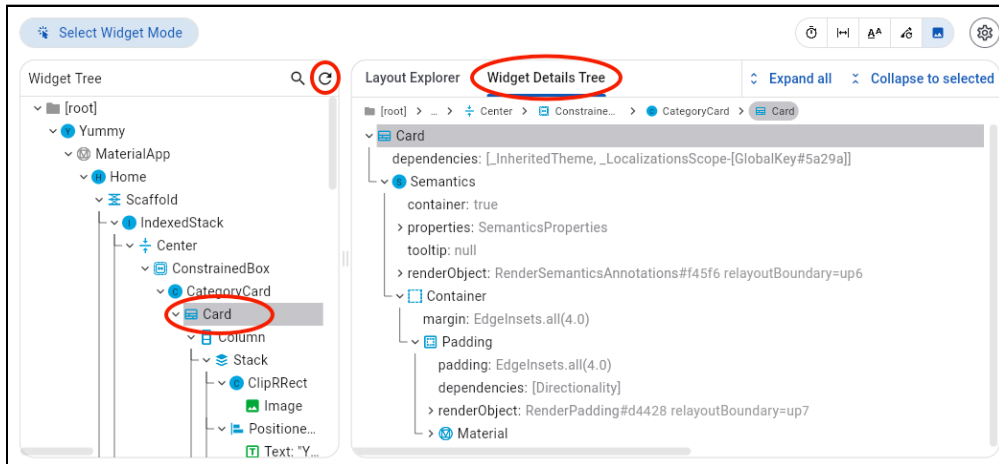 Select Widget Mode
Widget Tree
[root]
Yummy
MaterialApp
H Home
Scaffold
I IndexedStack
Center
ConstrainedBox
C CategoryCard
Card
Column
Stack
C ClipRRect
Image
Positione...
T Text: "Y...
Layout Explorer Widget Details Tree Expand all Collapse to selected
[root] > ... > Center > Constraine... > CategoryCard > Card
Card
dependencies: [_InheritedTheme, _LocalizationsScope-[GlobalKey#5a29a]]
S Semantics
container: true
properties: SemanticsProperties
tooltip: null
renderObject: RenderSemanticsAnnotations#f45f6 relayoutBoundary=up6
Container
margin: EdgeInsets.all(4.0)
Padding
padding: EdgeInsets.all(4.0)
dependencies: [Directionality]
renderObject: RenderPadding#d4428 relayoutBoundary=up7
Material